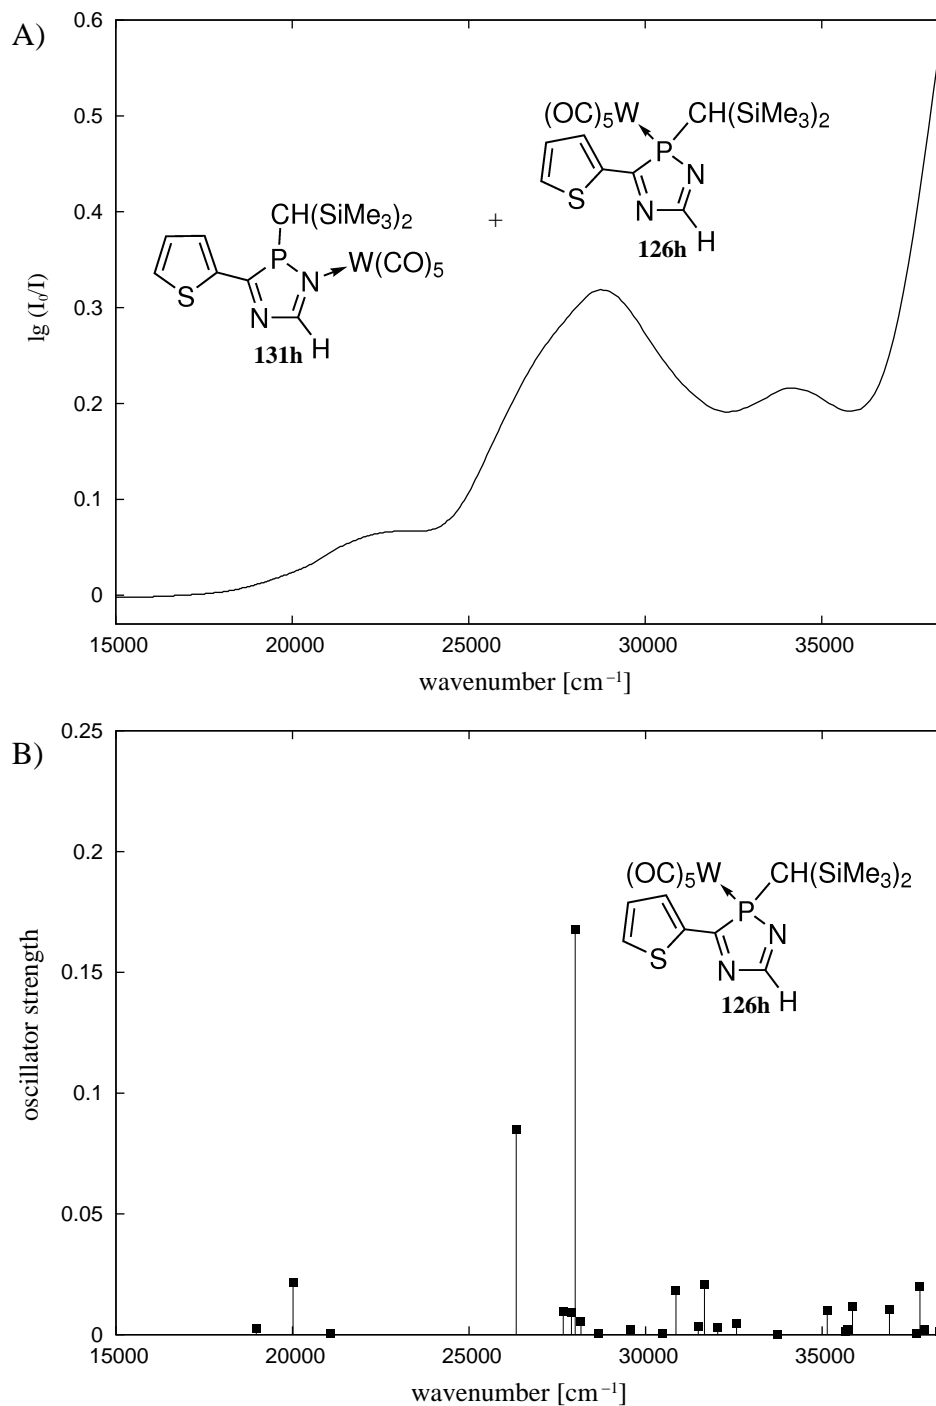 A)
0.6
0.5
0.4
0.3
0.2
0.1
0
lg (I₀/I)
(OC)₅W
CH(SiMe₃)₂
P
N
N
S
H
126h
+
CH(SiMe₃)₂
P
N
W(CO)₅
N
S
H
131h
15000 20000 25000 30000 35000
wavenumber [cm⁻¹]
B)
0.25
0.2
0.15
0.1
0.05
0
oscillator strength
(OC)₅W
CH(SiMe₃)₂
P
N
N
S
H
126h
15000 20000 25000 30000 35000
wavenumber [cm⁻¹]